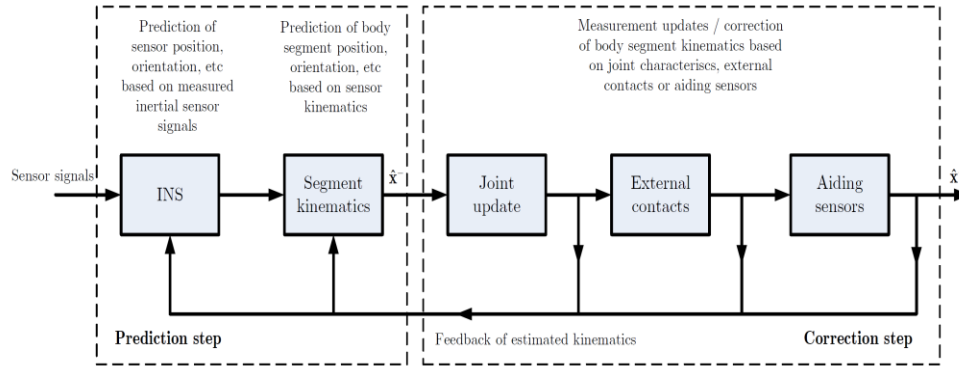 Prediction of
sensor position,
orientation, etc
based on measured
inertial sensor
signals
Prediction of body
segment position,
orientation, etc
based on sensor
kinematics
Measurement updates / correction
of body segment kinematics based
on joint characteriscs, external
contacts or aiding sensors
Sensor signals
INS
Segment
kinematics
x̂⁻
Joint
update
External
contacts
Aiding
sensors
x̂
Prediction step
Feedback of estimated kinematics
Correction step